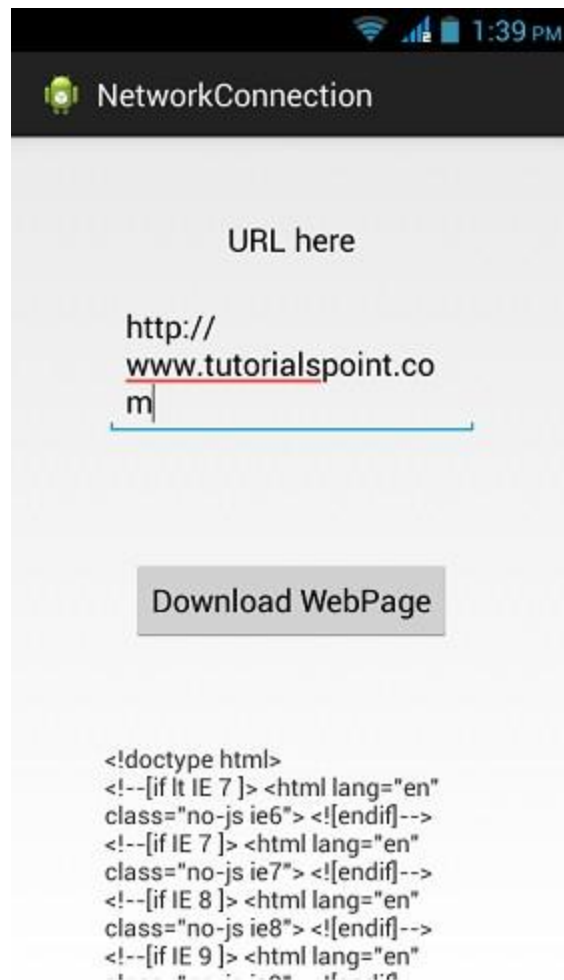 1:39 PM
NetworkConnection
URL here
http://
www.tutorialspoint.co
m
Download WebPage
<!doctype html>
<!--[if lt IE 7 ]> <html lang="en"
class="no-js ie6"> <![endif]-->
<!--[if IE 7 ]> <html lang="en"
class="no-js ie7"> <![endif]-->
<!--[if IE 8 ]> <html lang="en"
class="no-js ie8"> <![endif]-->
<!--[if IE 9 ]> <html lang="en"